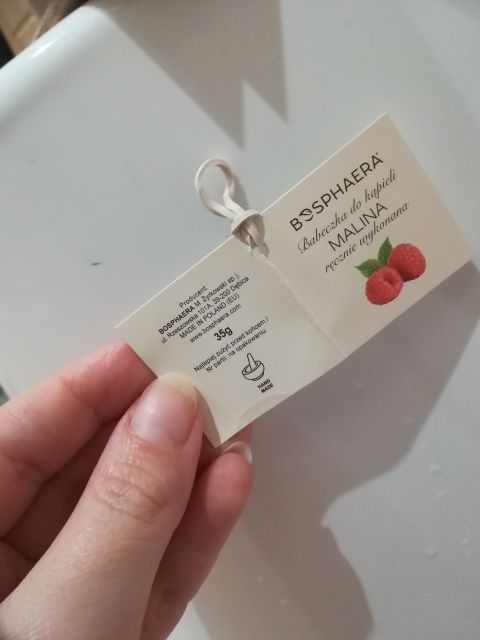 BOSPHAERA
Babeczka do kąpieli
MALINA
ręcznie wykonana
Producent:
BOSPHAERA M. Żyrkowski sp.j.
ul. Rzeszowska 101A, 39-200 Dębica
MADE IN POLAND (EU)
www.bosphaera.com
35g
Najlepiej zużyć przed końcem /
Nr partii: na opakowaniu
HAND
MADE